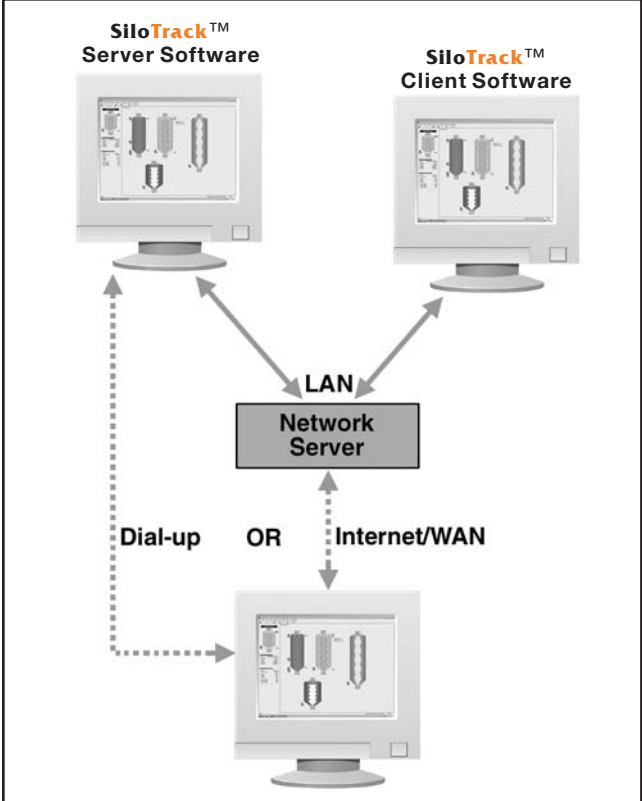 SiloTrack™
Server Software
SiloTrack™
Client Software
LAN
Network
Server
Dial-up OR Internet/WAN